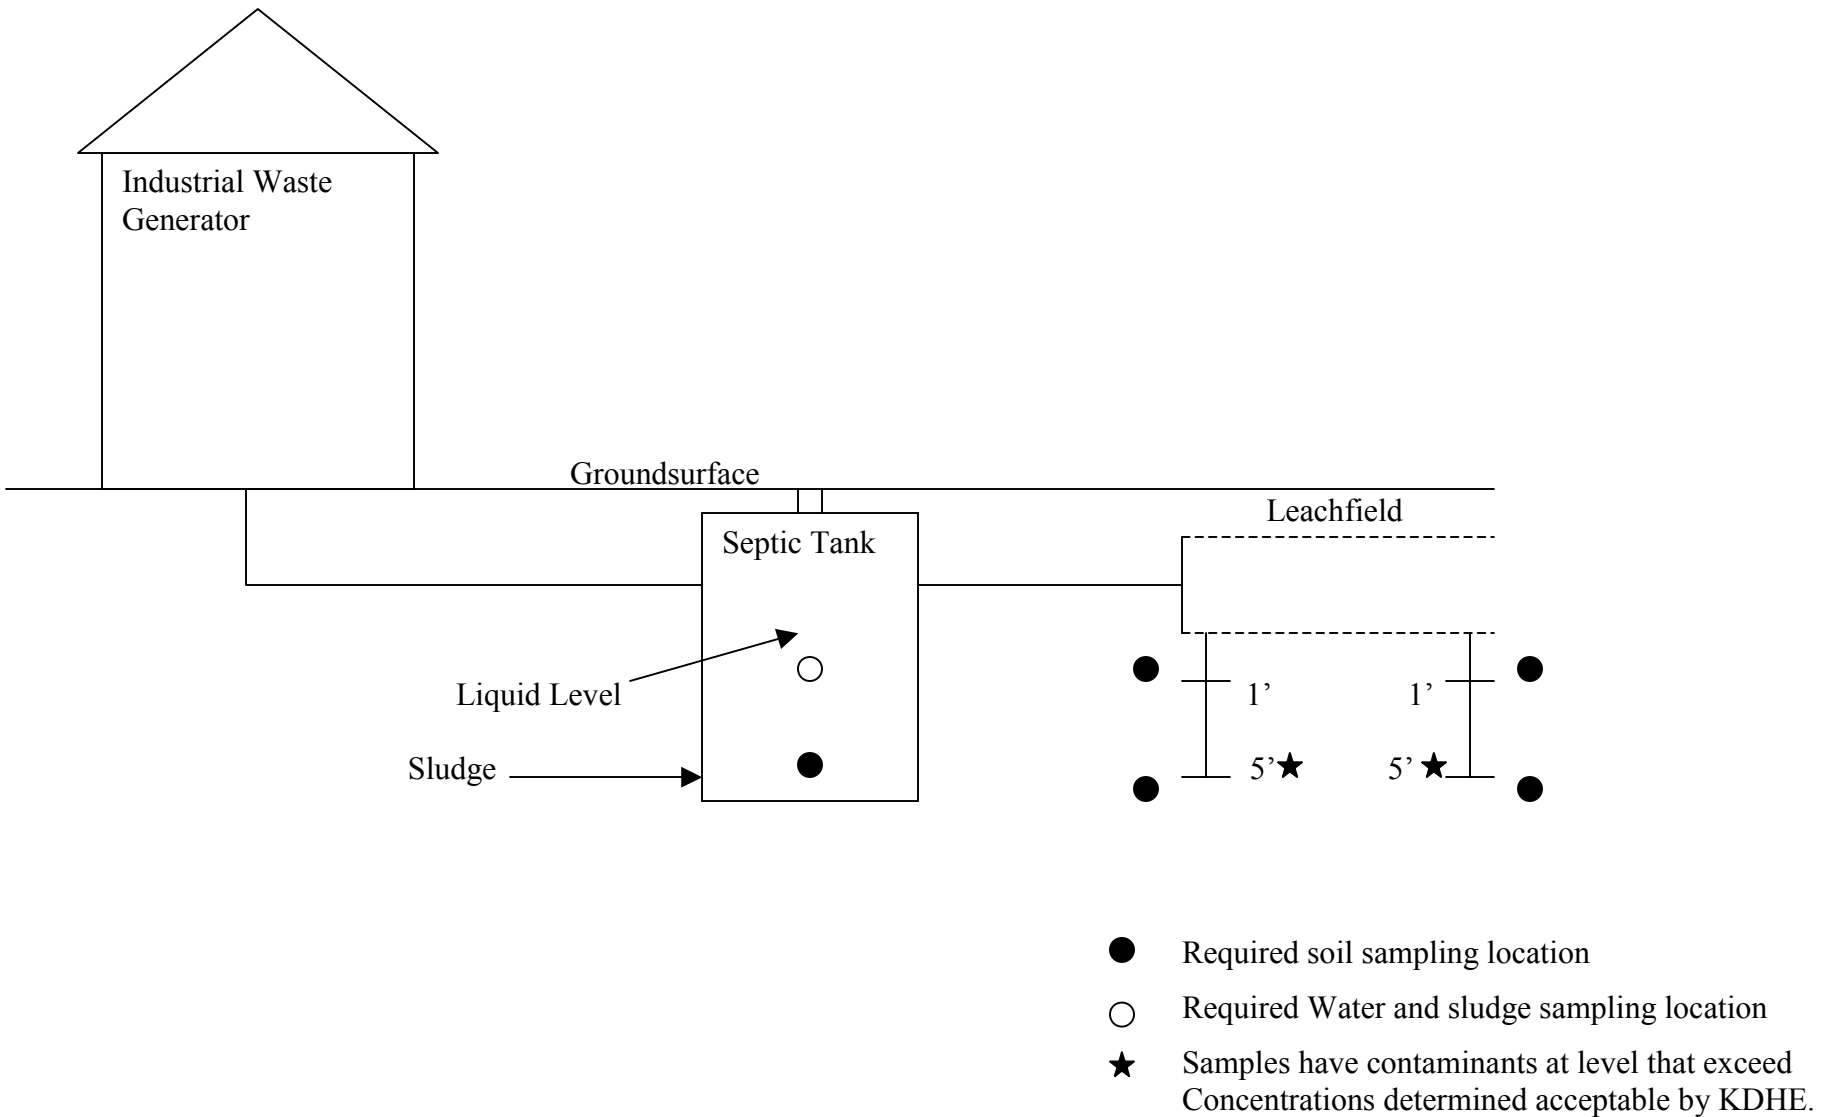 Industrial Waste
Generator
Groundsurface
Leachfield
Septic Tank
Liquid Level
1’
1’
Sludge
5’
5’
Required soil sampling location
Required Water and sludge sampling location
Samples have contaminants at level that exceed
Concentrations determined acceptable by KDHE.